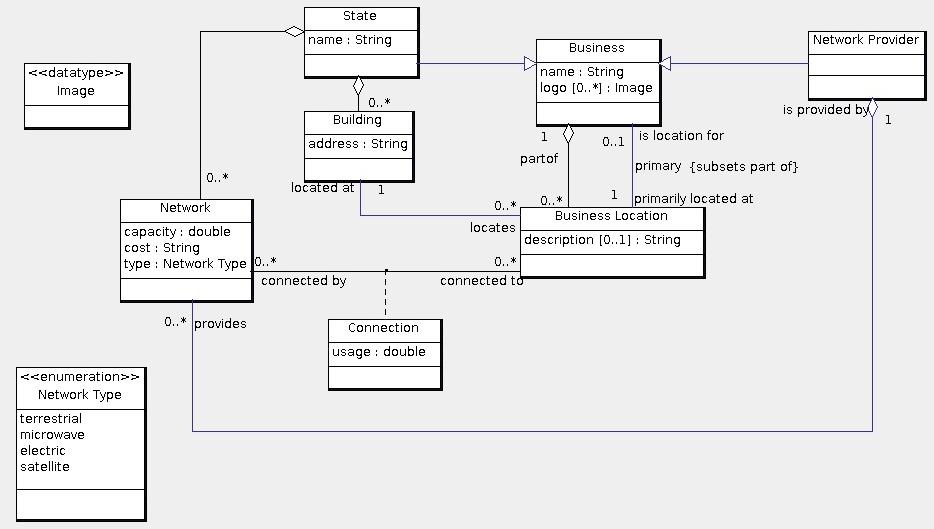 State
name : String
<<datatype>>
Image
Business
name : String
logo [0..*] : Image
Network Provider
is provided by
1
0..*
Building
address : String
located at
1
1
partof
0..*
0..1
is location for
primary {subsets part of}
1
primarily located at
0..*
locates
Business Location
description [0..1] : String
0..*
Network
capacity : double
cost : String
type : Network Type
0..*
connected by
0..*
connected to
Connection
usage : double
0..*
provides
<<enumeration>>
Network Type
terrestrial
microwave
electric
satellite